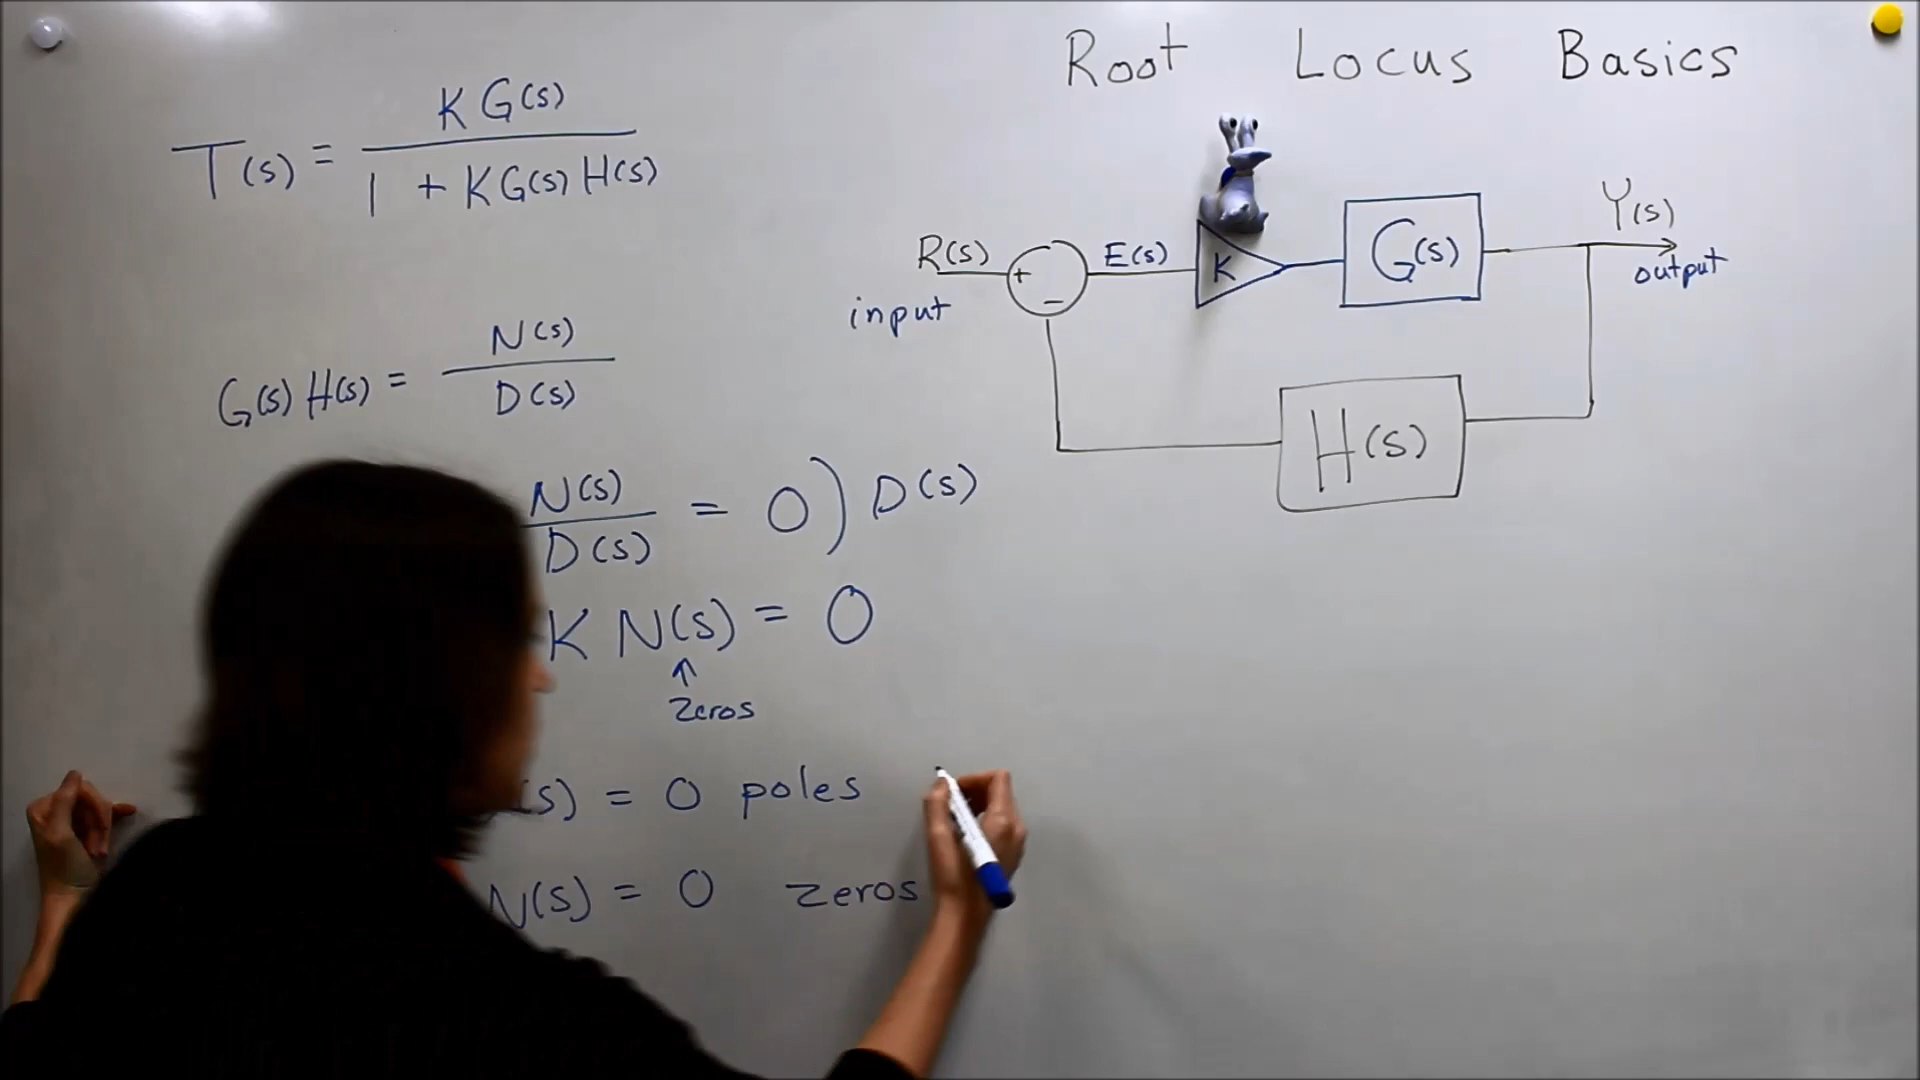 Root Locus Basics
T(s) = K G(s) / 1 + K G(s) H(s)
G(s) H(s) = N(s) / D(s)
N(s) / D(s) = 0) D(s)
K N(s) = 0
↑
zeros
(s) = 0 poles
N(s) = 0 zeros
R(s)
input
+
−
E(s)
K
G(s)
Y(s)
output
H(s)